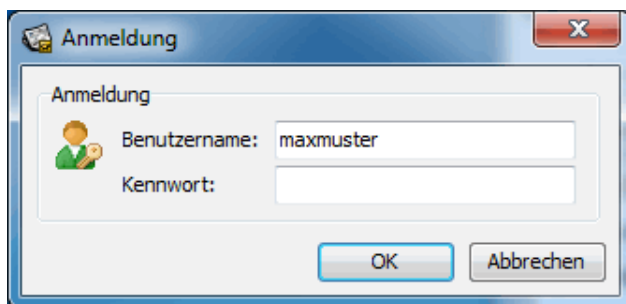 Anmeldung
Anmeldung
Benutzername: maxmuster
Kennwort:
OK Abbrechen